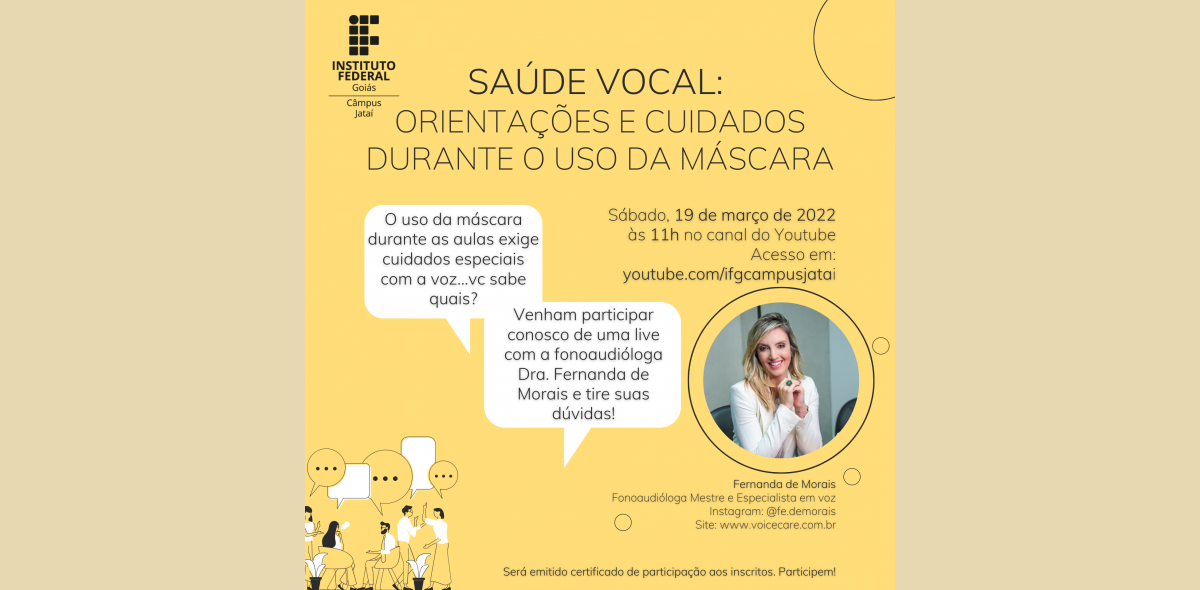 INSTITUTO
FEDERAL
Goiás
Câmpus
Jataí
SAÚDE VOCAL:
ORIENTAÇÕES E CUIDADOS
DURANTE O USO DA MÁSCARA
O uso da máscara
durante as aulas exige
cuidados especiais
com a voz...vc sabe
quais?
Sábado, 19 de março de 2022
às 11h no canal do Youtube
Acesso em:
youtube.com/ifgcampusjatai
Venham participar
conosco de uma live
com a fonoaudióloga
Dra. Fernanda de
Morais e tire suas
dúvidas!
Fernanda de Morais
Fonoaudióloga Mestre e Especialista em voz
Instagram: @fe.demorais
Site: www.voicecare.com.br
Será emitido certificado de participação aos inscritos. Participem!